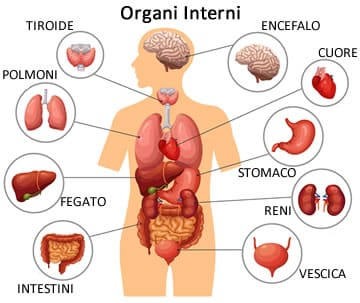 Organi Interni
TIROIDE
ENCEFALO
CUORE
POLMONI
STOMACO
FEGATO
RENI
INTESTINI
VESCICA